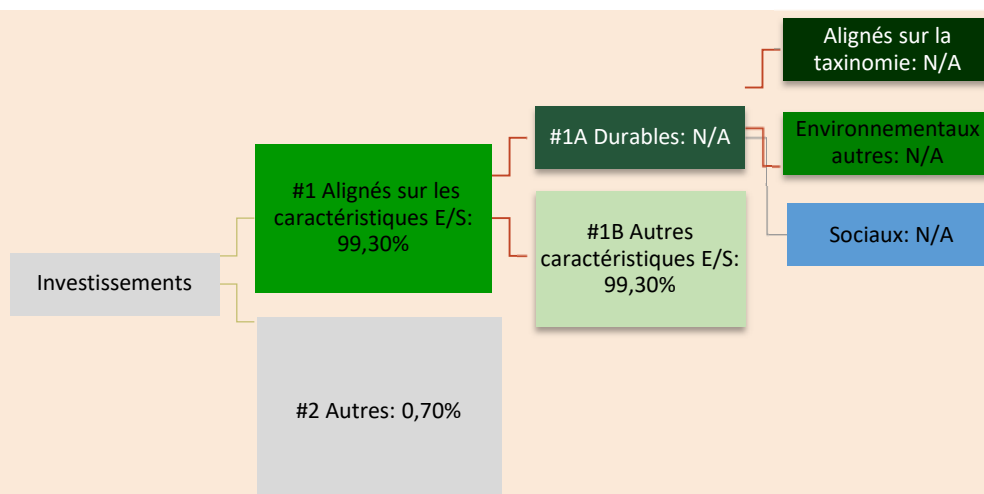 Investissements
#1 Alignés sur les
caractéristiques E/S:
99,30%
#2 Autres: 0,70%
#1A Durables: N/A
#1B Autres
caractéristiques E/S:
99,30%
Alignés sur la
taxinomie: N/A
Environnementaux
autres: N/A
Sociaux: N/A